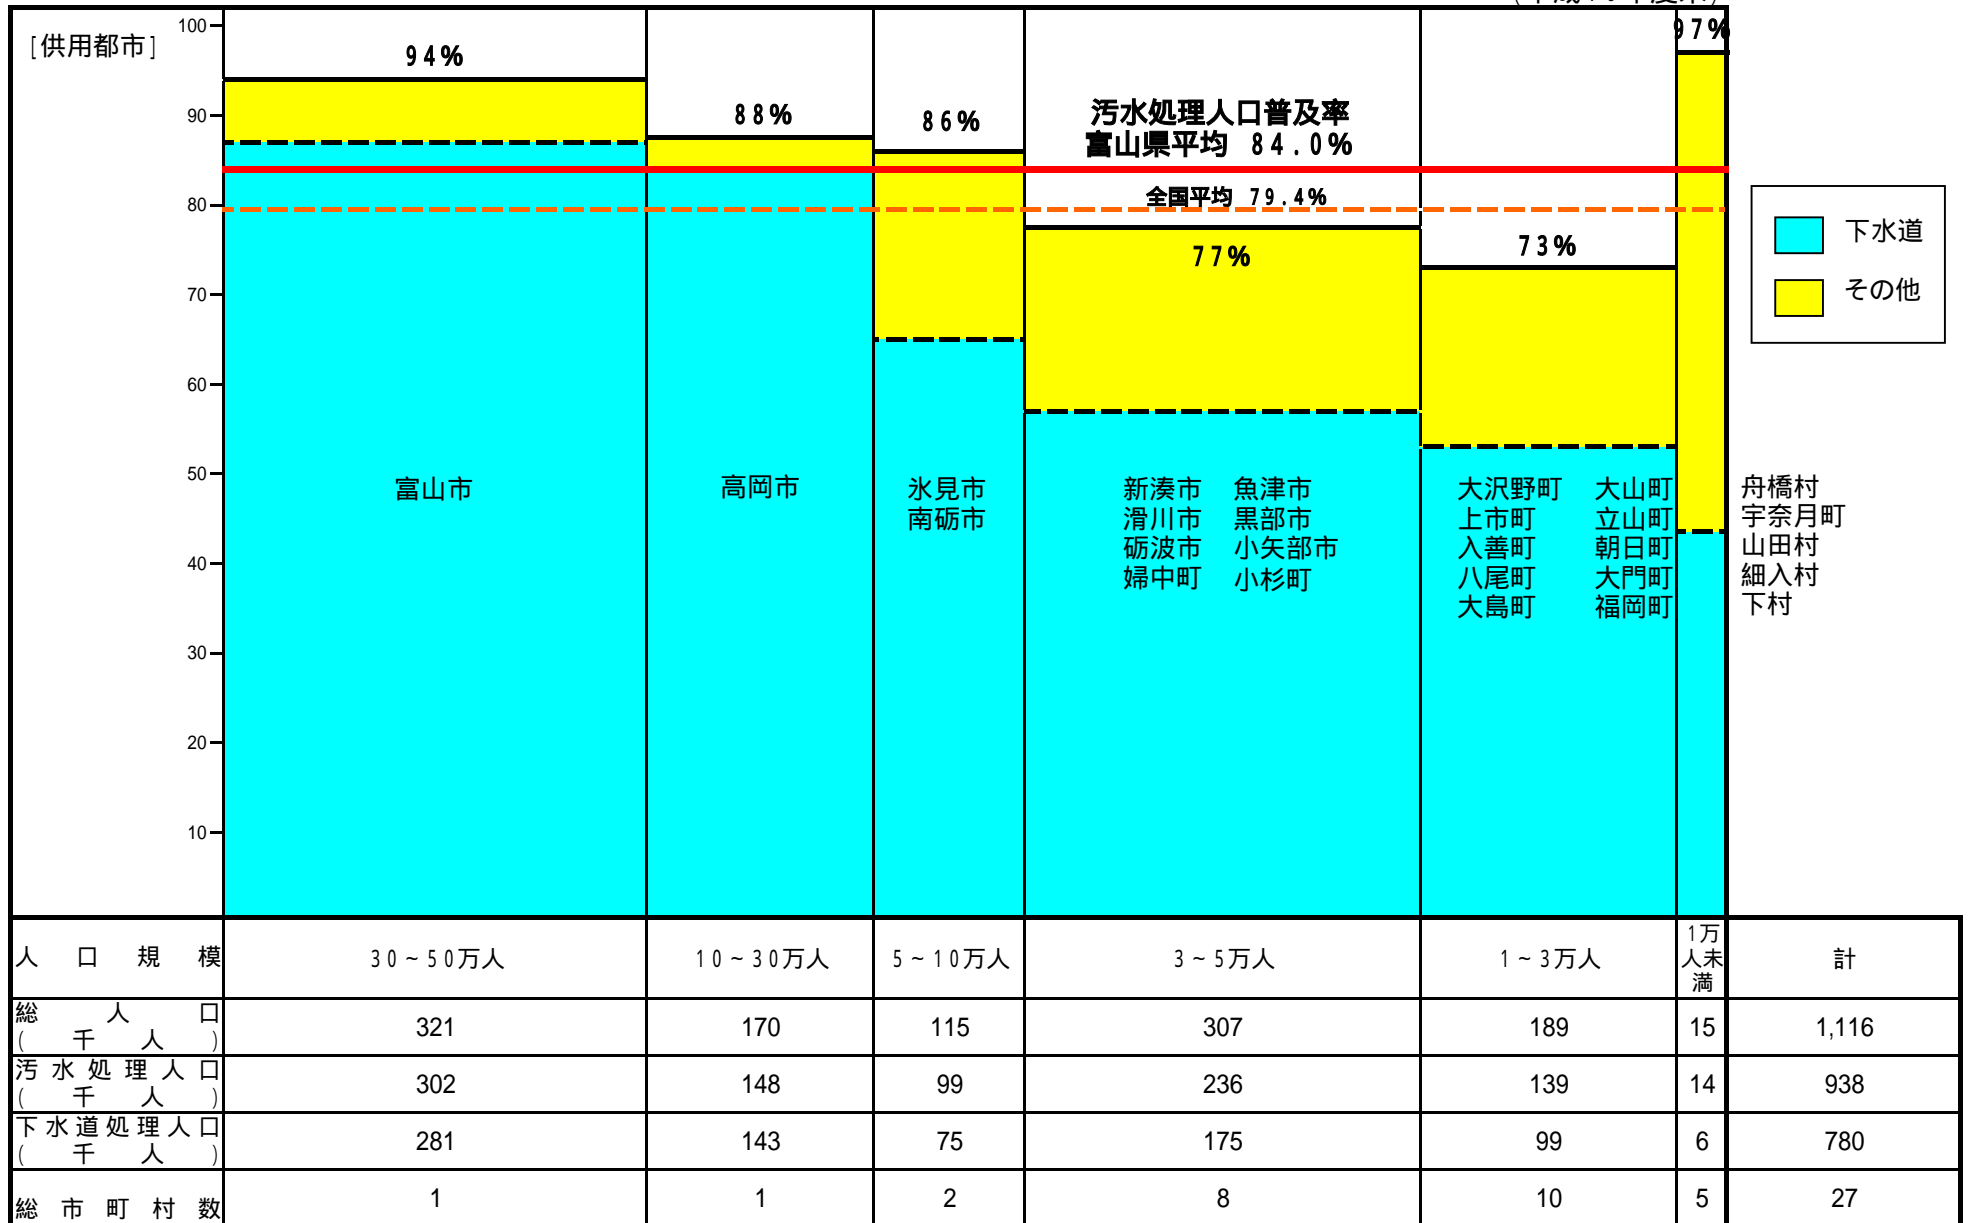 [供用都市]
100
90
80
70
60
50
40
30
20
10
94%
88%
86%
77%
73%
97%
汚水処理人口普及率
富山県平均 84.0%
全国平均 79.4%
下水道
その他
富山市
高岡市
氷見市
南砺市
新湊市 魚津市
滑川市 黒部市
砺波市 小矢部市
婦中町 小杉町
大沢野町 大山町
上市町 立山町
入善町 朝日町
八尾町 大門町
大島町 福岡町
舟橋村
宇奈月町
山田村
細入村
下村
人口規模 30~50万人 10~30万人 5~10万人 3~5万人 1~3万人 1万人未満 計
総人口(千人) 321 170 115 307 189 15 1,116
汚水処理人口(千人) 302 148 99 236 139 14 938
下水道処理人口(千人) 281 143 75 175 99 6 780
総市町村数 1 1 2 8 10 5 27